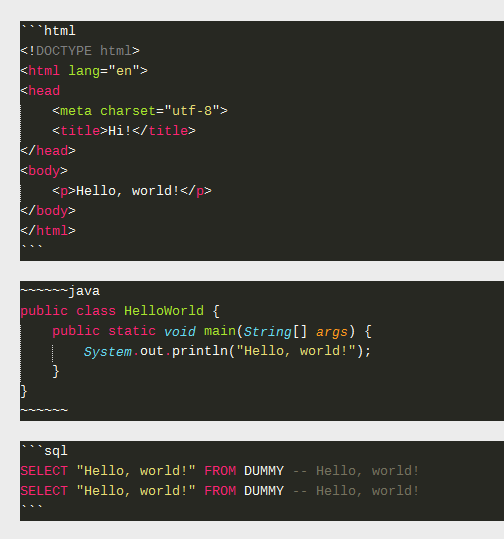 ```html
<!DOCTYPE html>
<html lang="en">
<head
    <meta charset="utf-8">
    <title>Hi!</title>
</head>
<body>
    <p>Hello, world!</p>
</body>
</html>
```
~~~~~~java
public class HelloWorld {
    public static void main(String[] args) {
        System.out.println("Hello, world!");
    }
}
~~~~~~
```sql
SELECT "Hello, world!" FROM DUMMY -- Hello, world!
SELECT "Hello, world!" FROM DUMMY -- Hello, world!
```